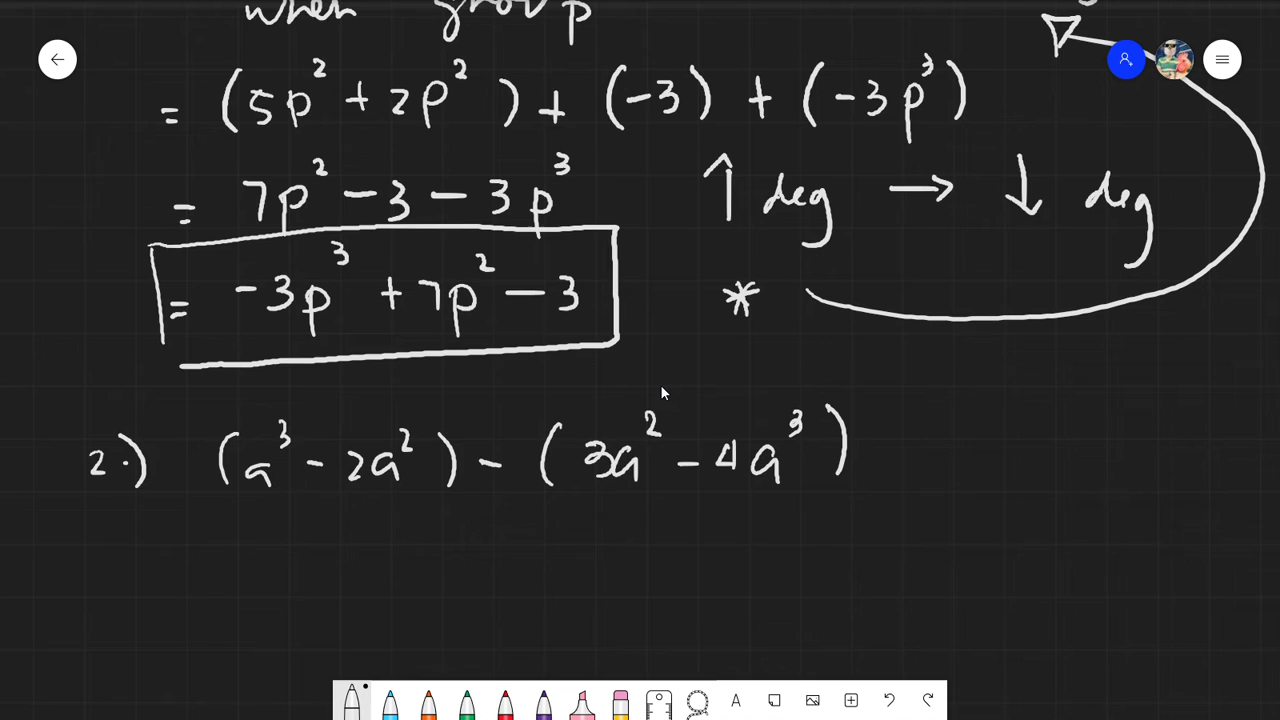 when group
= (5p² + 2p²) + (-3) + (-3p³)
= 7p² - 3 - 3p³
↑ deg → ↓ deg
= -3p³ + 7p² - 3
*
2.) (a³ - 2a²) - (3a² - 4a³)
A